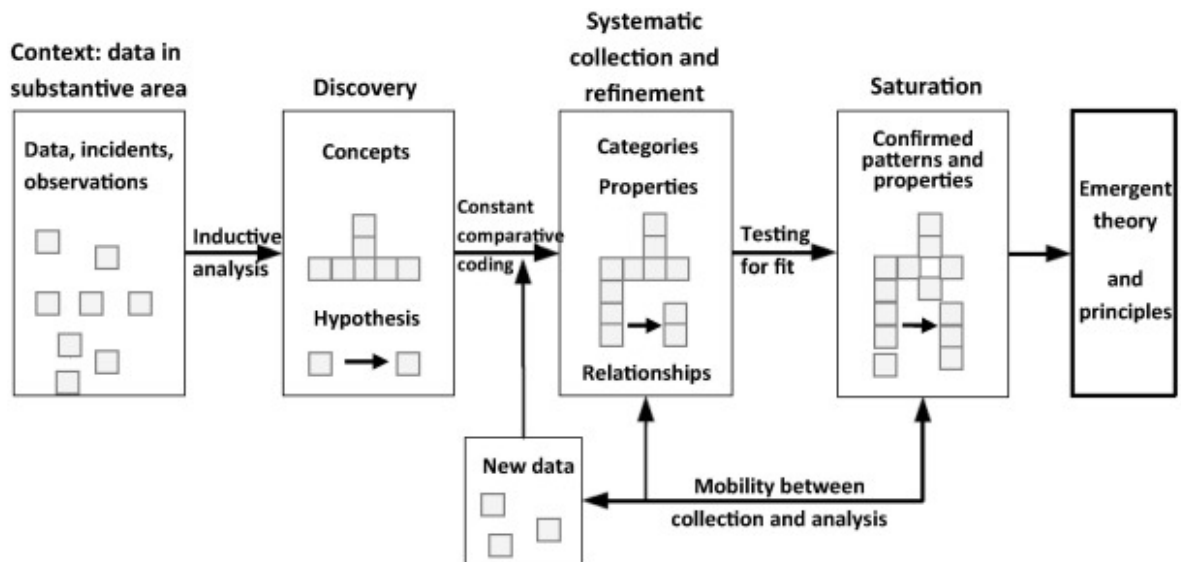 Context: data in
substantive area
Data, incidents,
observations
Inductive
analysis
Discovery
Concepts
Hypothesis
Constant
comparative
coding
Systematic
collection and
refinement
Categories
Properties
Relationships
Testing
for fit
Saturation
Confirmed
patterns and
properties
Emergent
theory
and
principles
New data
Mobility between
collection and analysis